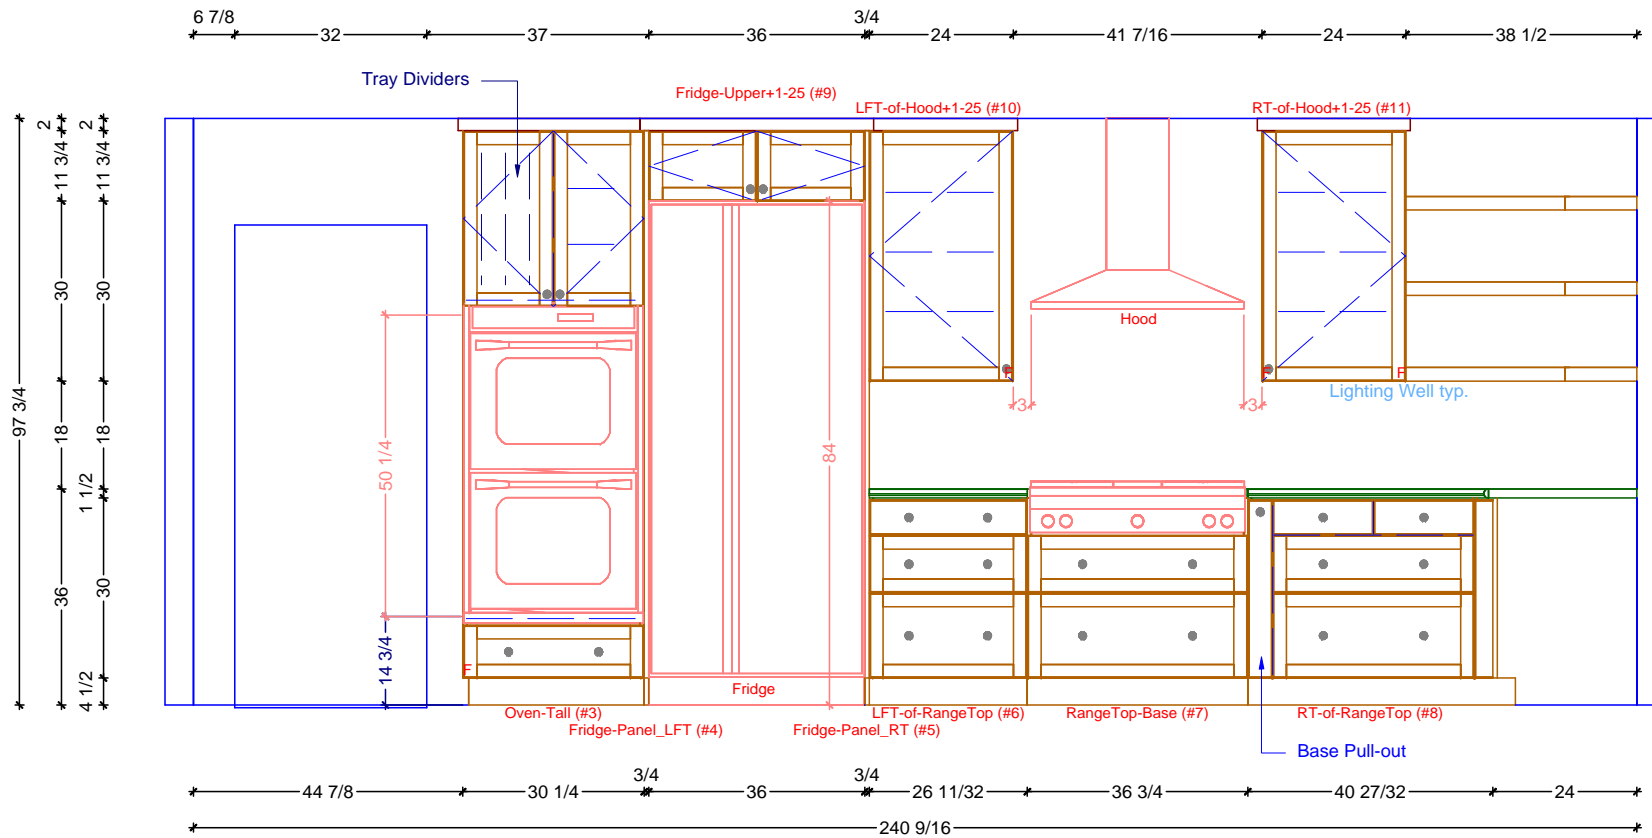 6 7/8
3/4
32
37
36
24
41 7/16
24
38 1/2
Tray Dividers
Fridge-Upper+1-25 (#9)
LFT-of-Hood+1-25 (#10)
RT-of-Hood+1-25 (#11)
2
2
11 3/4
11 3/4
30
30
Hood
F
F
F
Lighting Well typ.
3
3
97 3/4
18
18
50 1/4
84
1 1/2
36
30
14 3/4
F
4 1/2
Fridge
Oven-Tall (#3)
LFT-of-RangeTop (#6)
RangeTop-Base (#7)
RT-of-RangeTop (#8)
Fridge-Panel_LFT (#4)
Fridge-Panel_RT (#5)
Base Pull-out
3/4
3/4
44 7/8
30 1/4
36
26 11/32
36 3/4
40 27/32
24
240 9/16